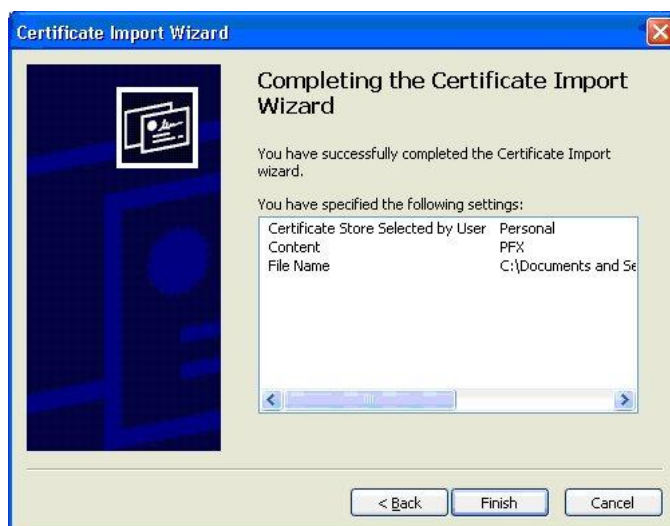 Certificate Import Wizard
Completing the Certificate Import
Wizard
You have successfully completed the Certificate Import
wizard.
You have specified the following settings:
Certificate Store Selected by User Personal
Content PFX
File Name C:\Documents and Se
< Back Finish Cancel